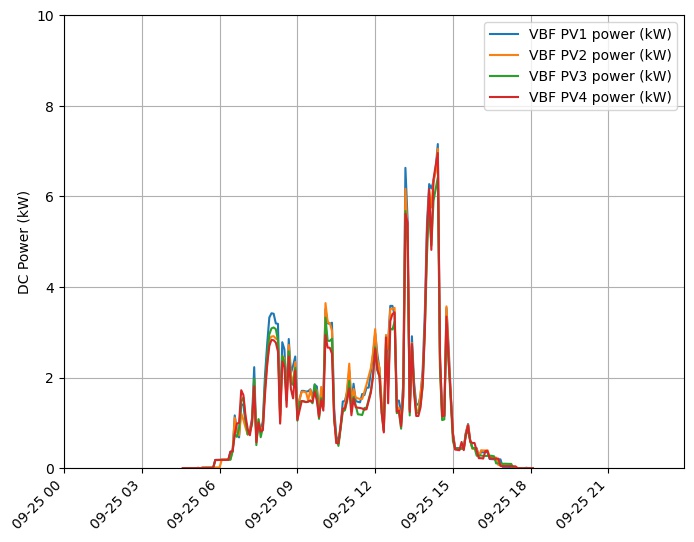 10
8
6
4
2
0
DC Power (kW)
VBF PV1 power (kW)
VBF PV2 power (kW)
VBF PV3 power (kW)
VBF PV4 power (kW)
09-25 00
09-25 03
09-25 06
09-25 09
09-25 12
09-25 15
09-25 18
09-25 21